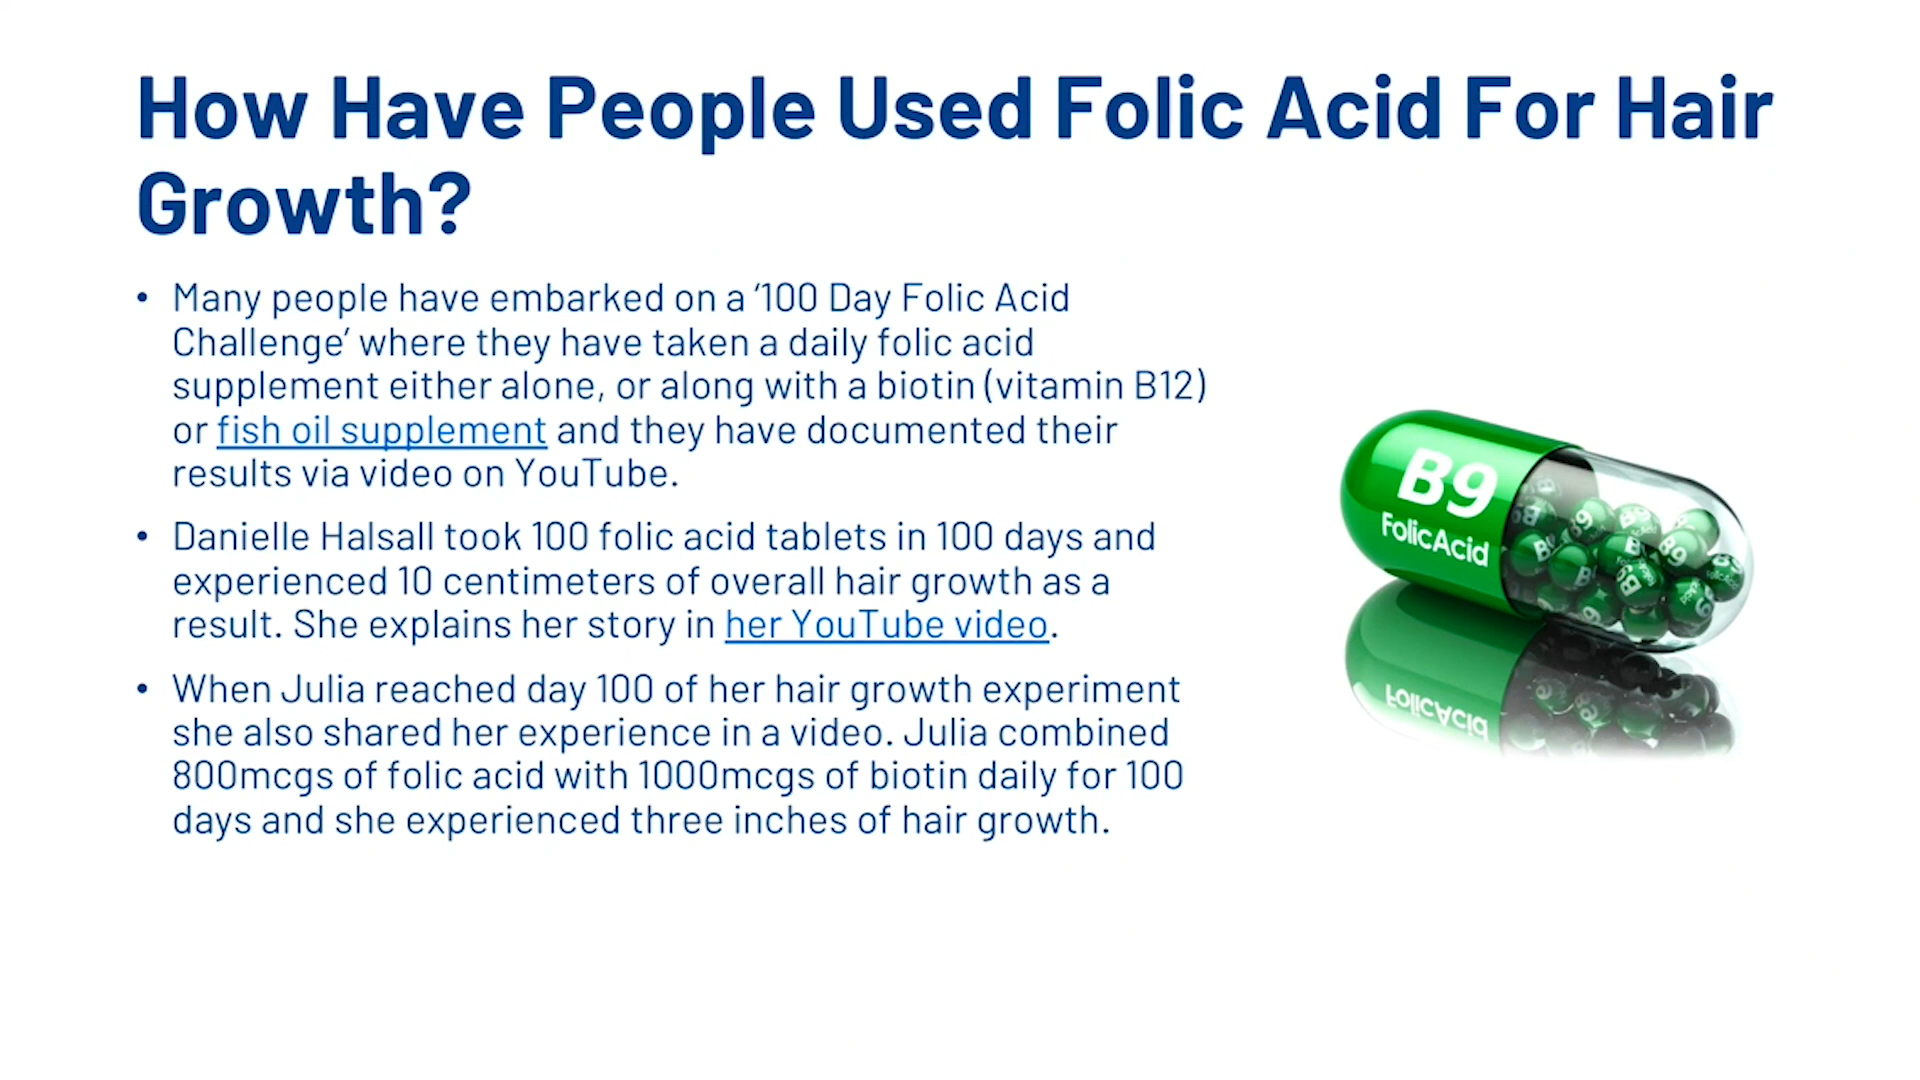 How Have People Used Folic Acid For Hair
Growth?
• Many people have embarked on a ‘100 Day Folic Acid
Challenge’ where they have taken a daily folic acid
supplement either alone, or along with a biotin (vitamin B12)
or fish oil supplement and they have documented their
results via video on YouTube.
• Danielle Halsall took 100 folic acid tablets in 100 days and
experienced 10 centimeters of overall hair growth as a
result. She explains her story in her YouTube video.
• When Julia reached day 100 of her hair growth experiment
she also shared her experience in a video. Julia combined
800mcgs of folic acid with 1000mcgs of biotin daily for 100
days and she experienced three inches of hair growth.
B9
FolicAcid